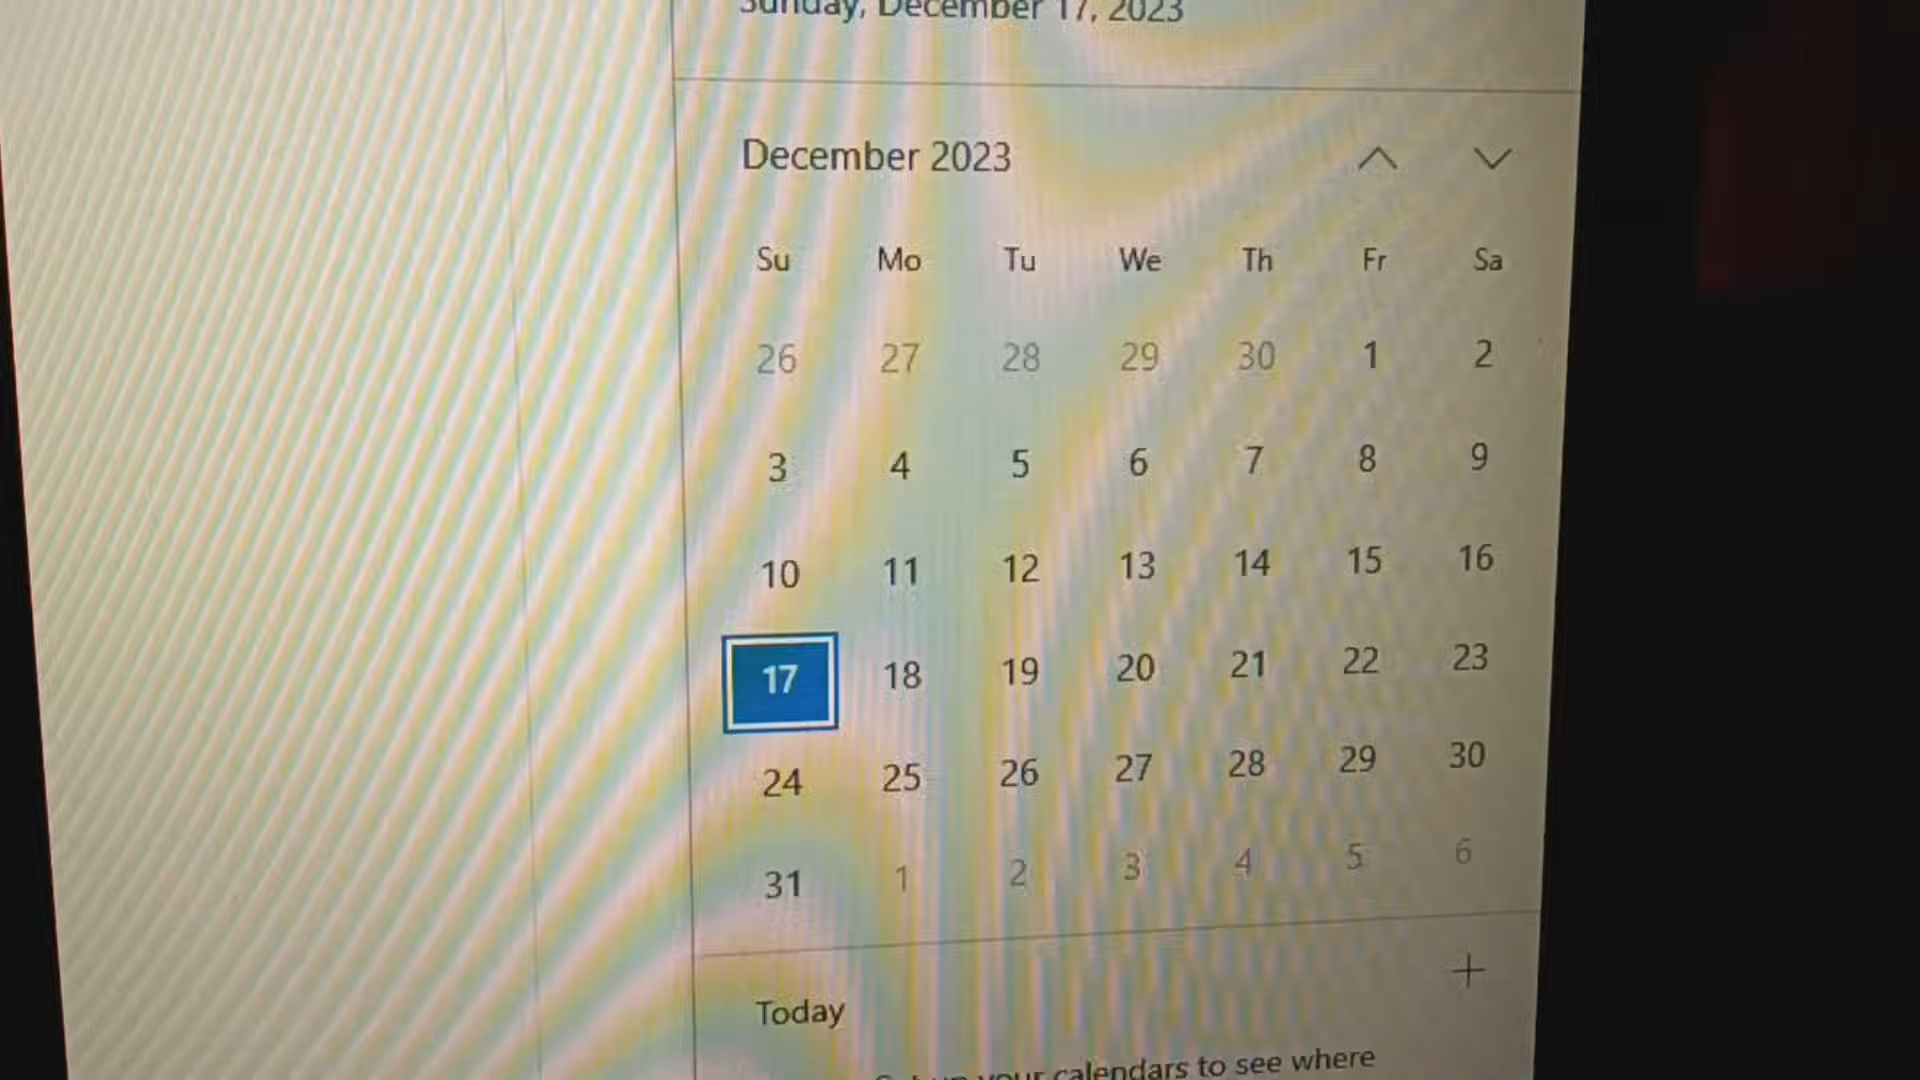 Sunday, December 17, 2023
December 2023
Su Mo Tu We Th Fr Sa
26 27 28 29 30 1 2
3 4 5 6 7 8 9
10 11 12 13 14 15 16
17 18 19 20 21 22 23
24 25 26 27 28 29 30
31 1 2 3 4 5 6
Today
your calendars to see where